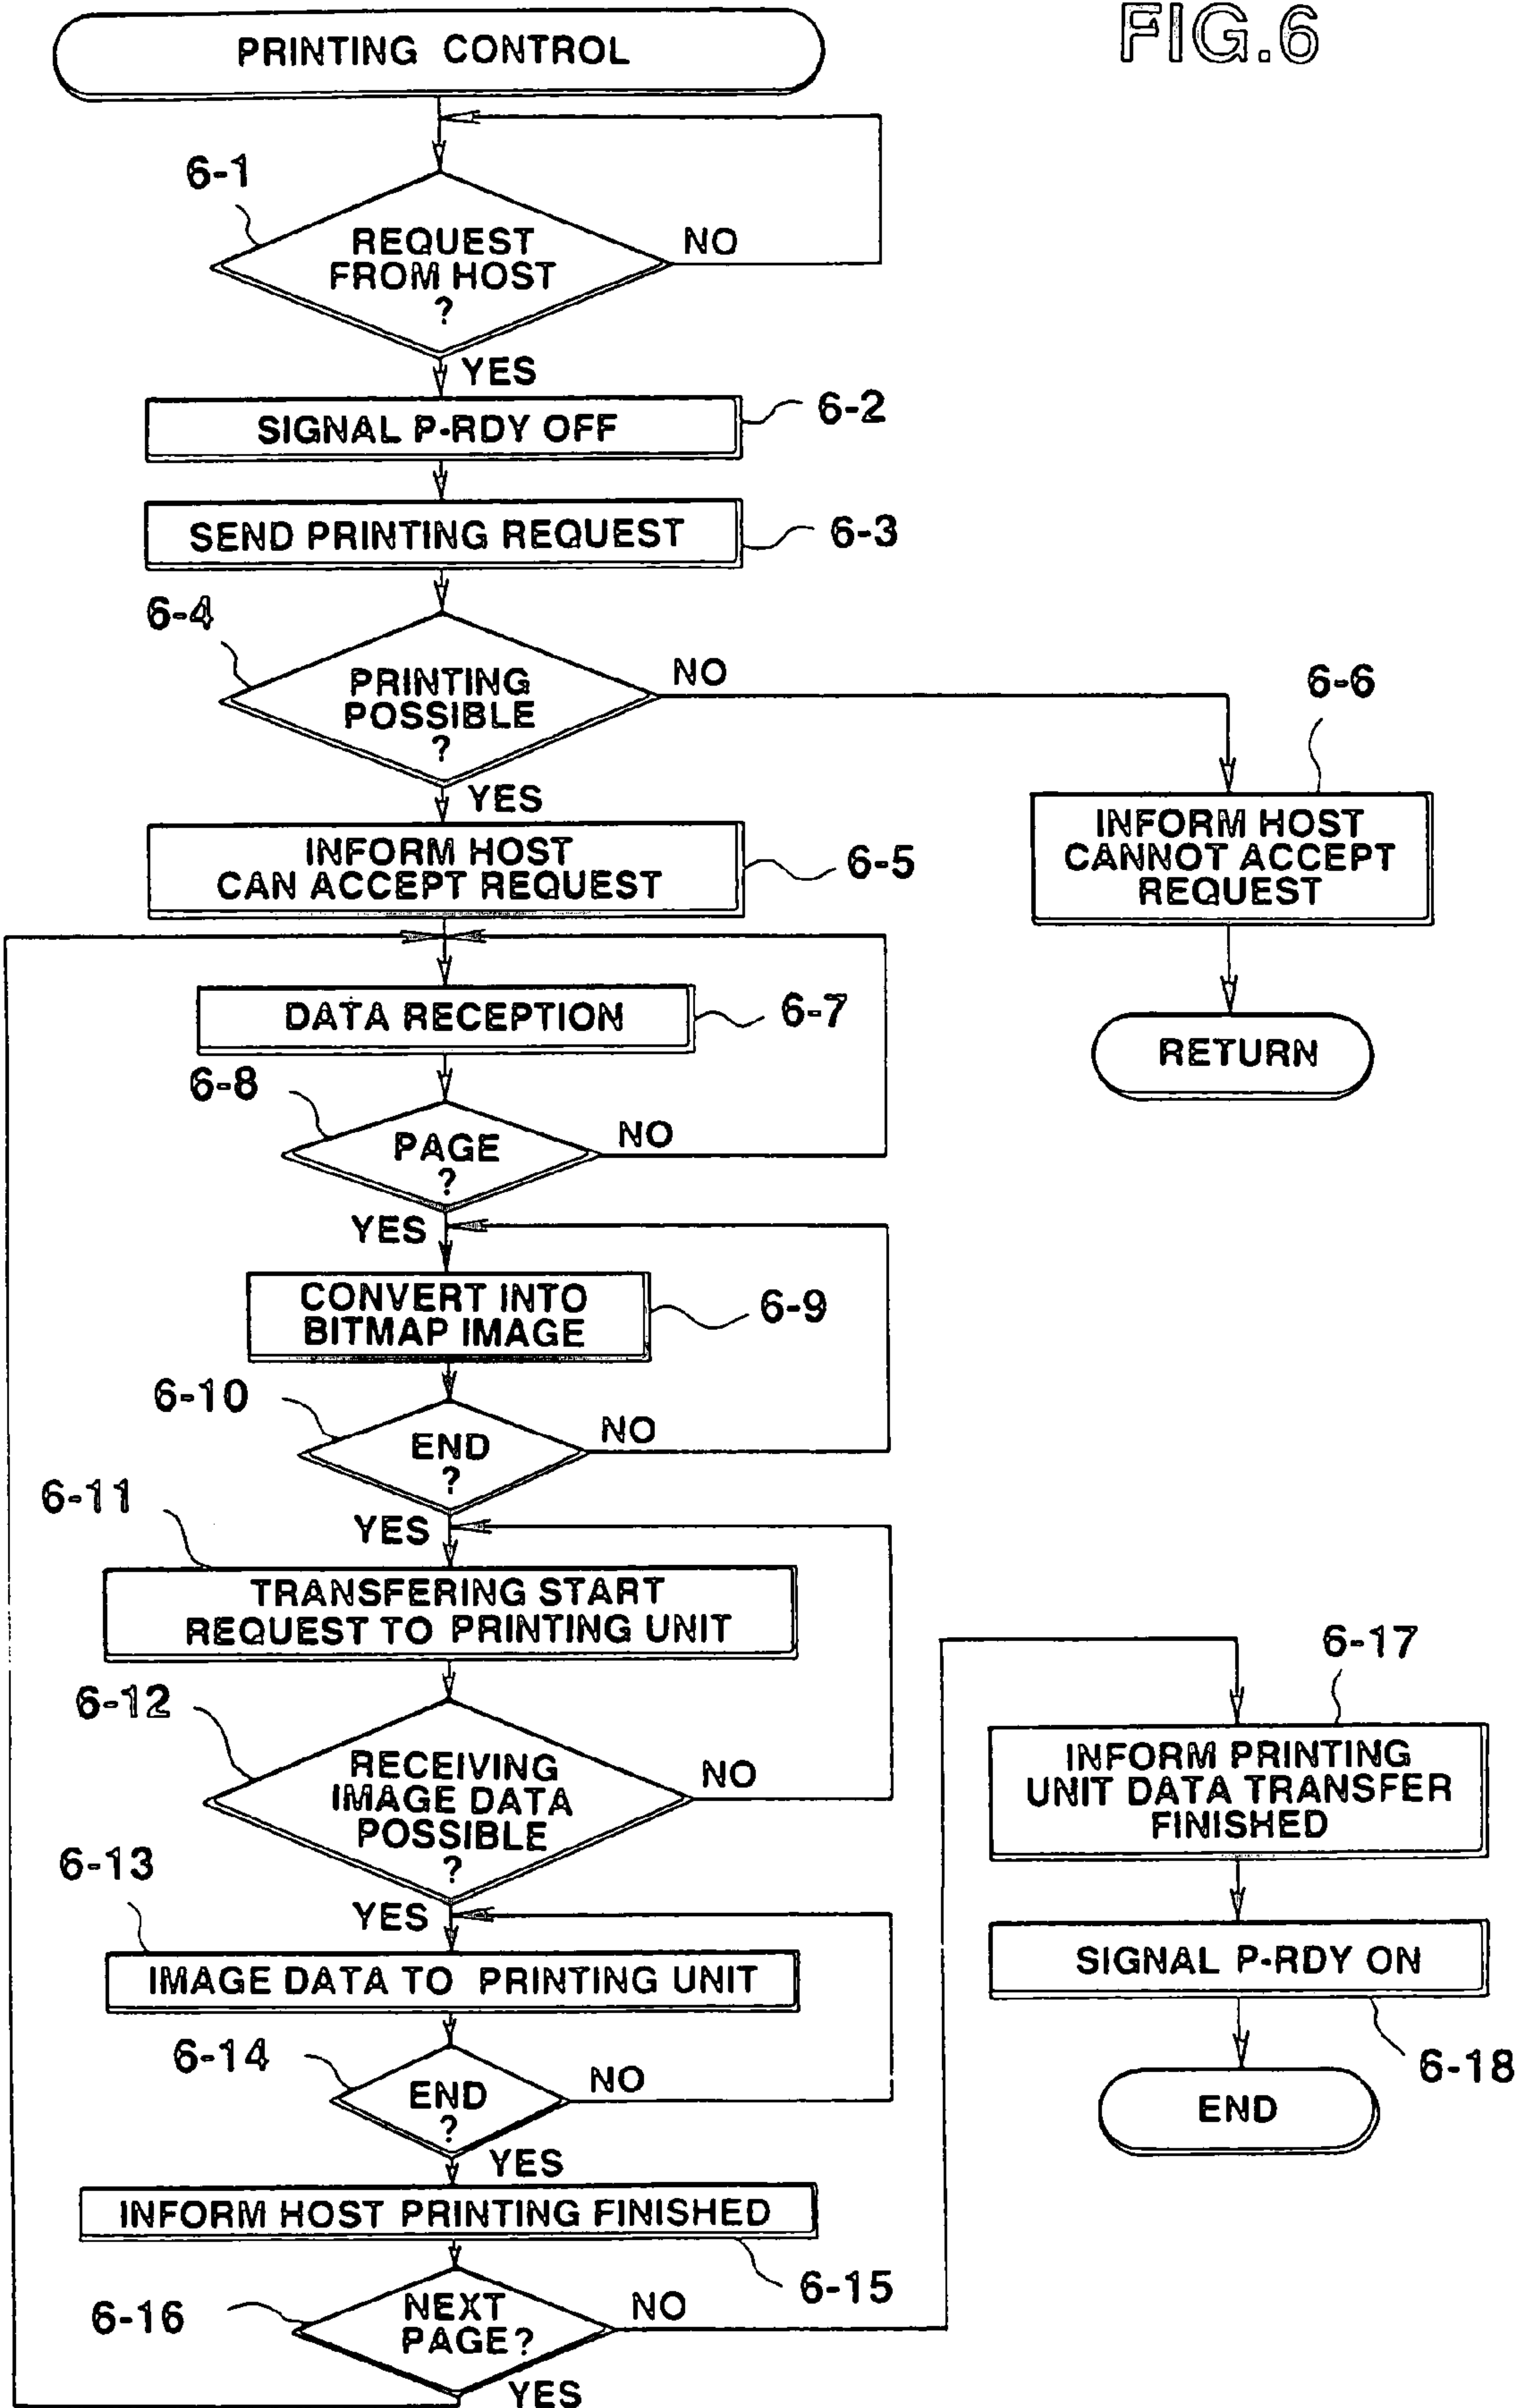 FIG.6
PRINTING CONTROL
6-1
REQUEST
FROM HOST
?
NO
YES
SIGNAL P-RDY OFF
6-2
SEND PRINTING REQUEST
6-3
6-4
PRINTING
POSSIBLE
?
NO
YES
6-6
INFORM HOST
CANNOT ACCEPT
REQUEST
RETURN
INFORM HOST
CAN ACCEPT REQUEST
6-5
DATA RECEPTION
6-7
6-8
PAGE
?
NO
YES
CONVERT INTO
BITMAP IMAGE
6-9
6-10
END
?
NO
YES
6-11
TRANSFERING START
REQUEST TO PRINTING UNIT
6-12
RECEIVING
IMAGE DATA
POSSIBLE
?
NO
YES
6-13
IMAGE DATA TO PRINTING UNIT
6-14
END
?
NO
YES
INFORM HOST PRINTING FINISHED
6-15
6-16
NEXT
PAGE?
NO
YES
6-17
INFORM PRINTING
UNIT DATA TRANSFER
FINISHED
SIGNAL P-RDY ON
6-18
END